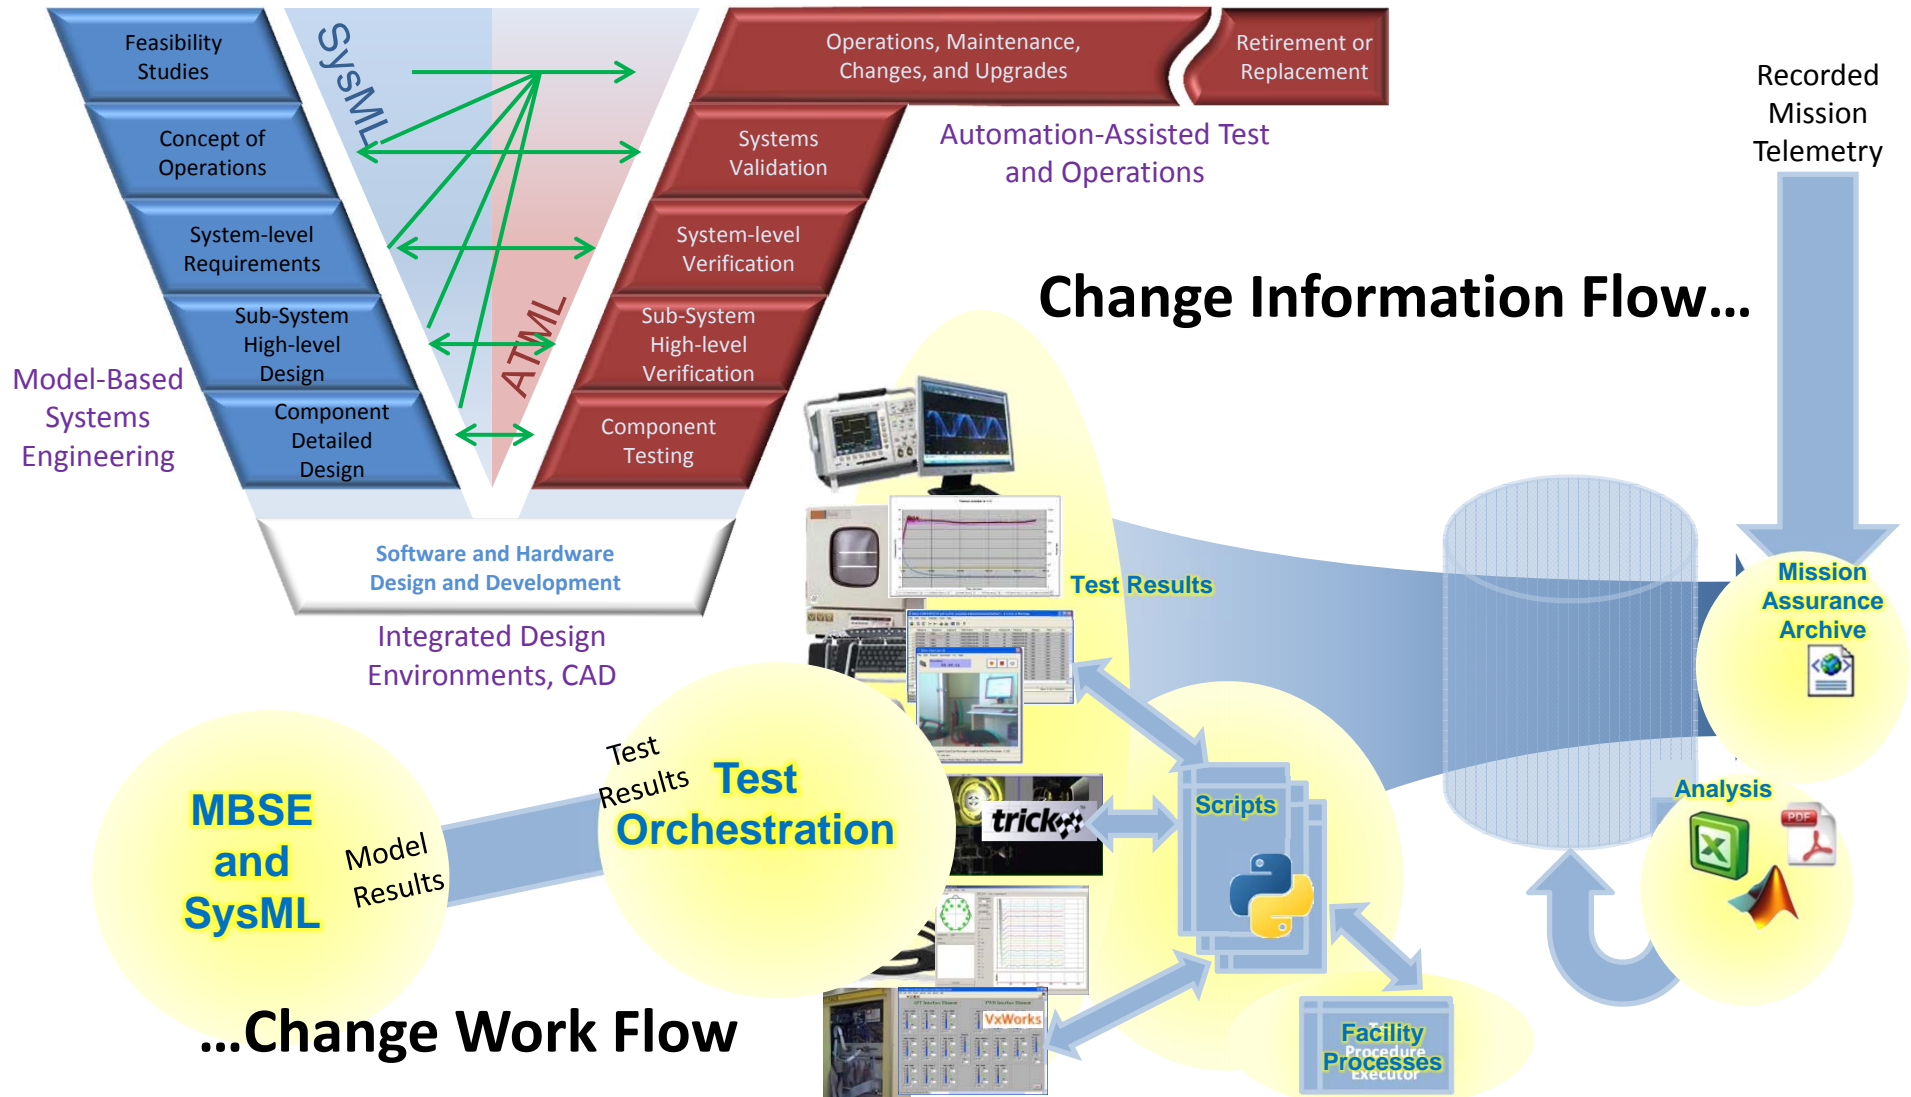 Feasibility
Studies
Concept of
Operations
System-level
Requirements
Sub-System
High-level
Design
Component
Detailed
Design
SysML
ATML
Operations, Maintenance,
Changes, and Upgrades
Retirement or
Replacement
Systems
Validation
System-level
Verification
Sub-System
High-level
Verification
Component
Testing
Software and Hardware
Design and Development
Model-Based
Systems
Engineering
Integrated Design
Environments, CAD
Automation-Assisted Test
and Operations
Recorded
Mission
Telemetry
Change Information Flow...
Test Results
Mission
Assurance
Archive
Analysis
PDF
Scripts
trick
VxWorks
Facility
Processes
Procedure
Executor
Test
Orchestration
Test
Results
Model
Results
MBSE
and
SysML
...Change Work Flow